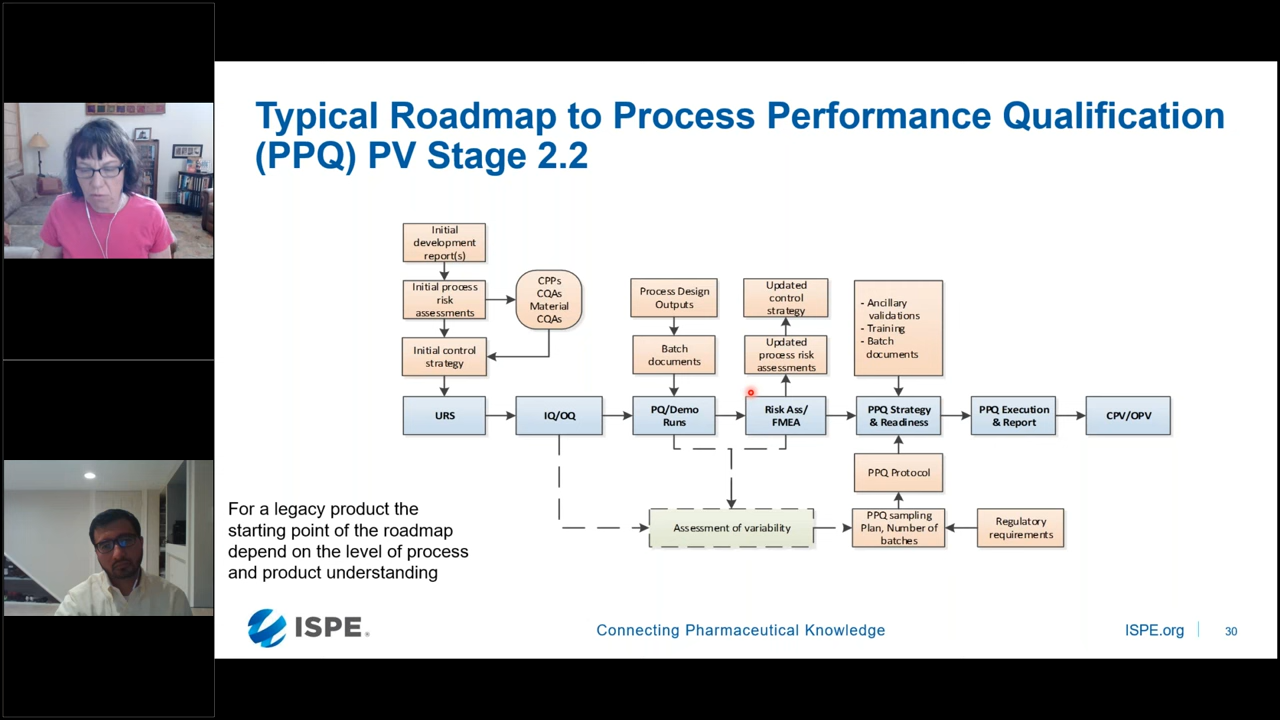 Typical Roadmap to Process Performance Qualification
(PPQ) PV Stage 2.2
Initial
development
report(s)
Initial process
risk
assessments
CPPs
CQAs
Material
CQAs
Initial control
strategy
Process Design
Outputs
Batch
documents
Updated
control
strategy
Updated
process risk
assessments
- Ancillary
validations
- Training
- Batch
documents
URS
IQ/OQ
PQ/Demo
Runs
Risk Ass/
FMEA
PPQ Strategy
& Readiness
PPQ Execution
& Report
CPV/OPV
PPQ Protocol
Assessment of variability
PPQ sampling
Plan, Number of
batches
Regulatory
requirements
For a legacy product the
starting point of the roadmap
depend on the level of process
and product understanding
ISPE®
Connecting Pharmaceutical Knowledge
ISPE.org
30